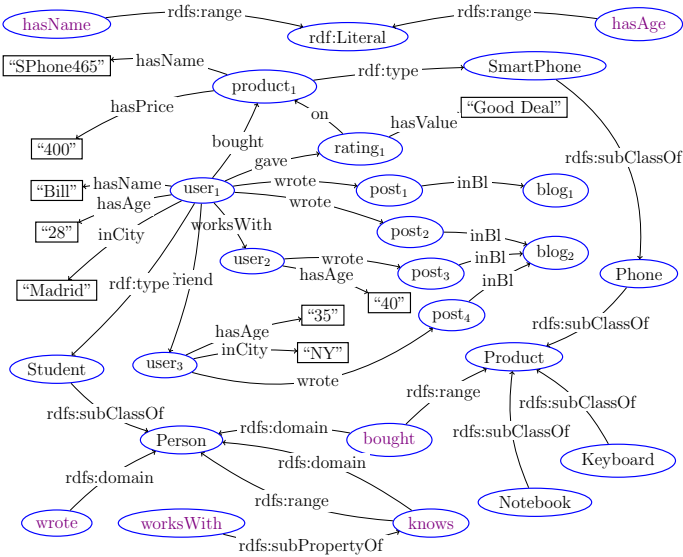 rdfs:range
rdfs:range
hasName
rdf:Literal
hasAge
"SPhone465"
hasName
rdf:type
SmartPhone
product1
hasPrice
"Good Deal"
on
hasValue
bought
"400"
rating1
gave
rdfs:subClassOf
"Bill"
hasName
user1
wrote
post1
inBl
blog1
hasAge
wrote
"28"
inCity
worksWith
post2
inBl
blog2
user2
wrote
inBl
rdf:type
riend
hasAge
post3
inBl
Phone
"Madrid"
"40"
"35"
post4
hasAge
rdfs:subClassOf
inCity
"NY"
Product
Student
user3
wrote
rdfs:range
rdfs:subClassOf
rdfs:subClassOf
rdfs:domain
rdfs:subClassOf
Person
bought
Keyboard
rdfs:domain
rdfs:domain
rdfs:range
Notebook
wrote
worksWith
knows
rdfs:subPropertyOf